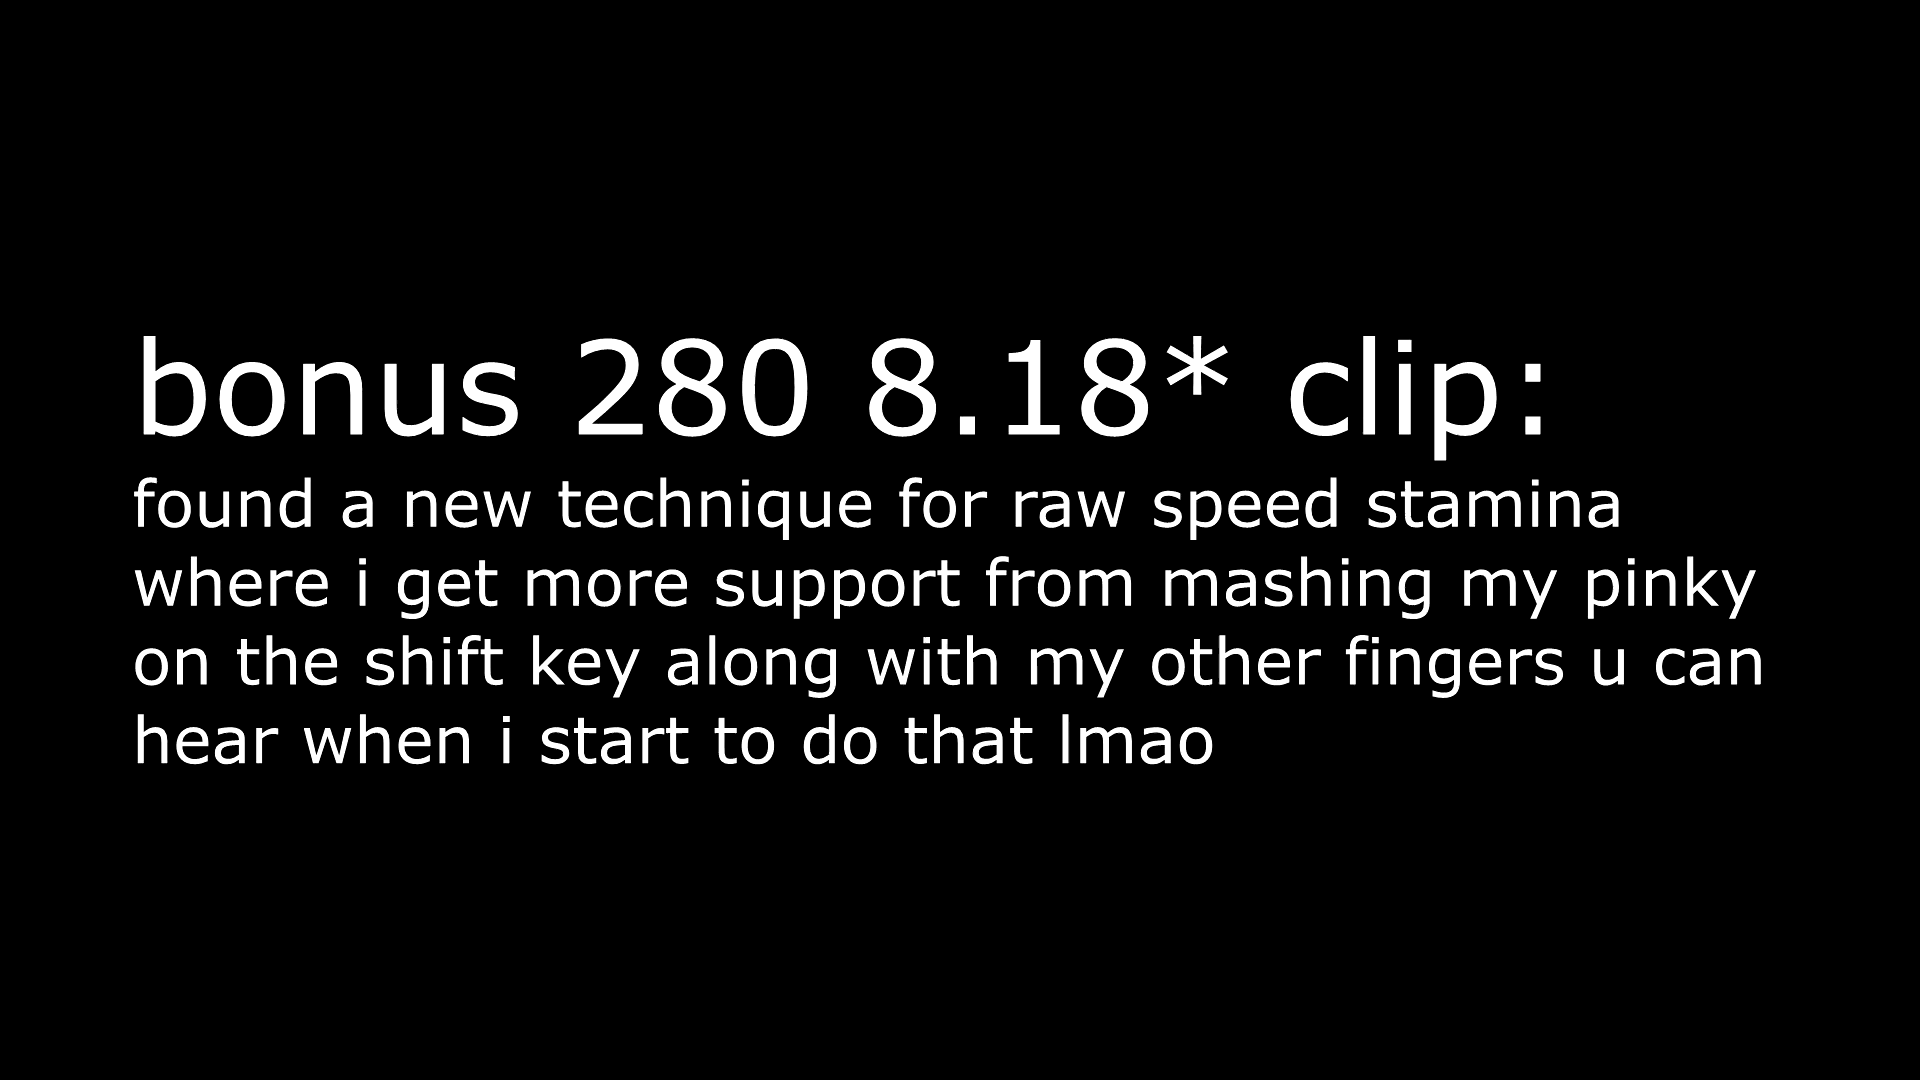 bonus 280 8.18* clip:
found a new technique for raw speed stamina
where i get more support from mashing my pinky
on the shift key along with my other fingers u can
hear when i start to do that lmao